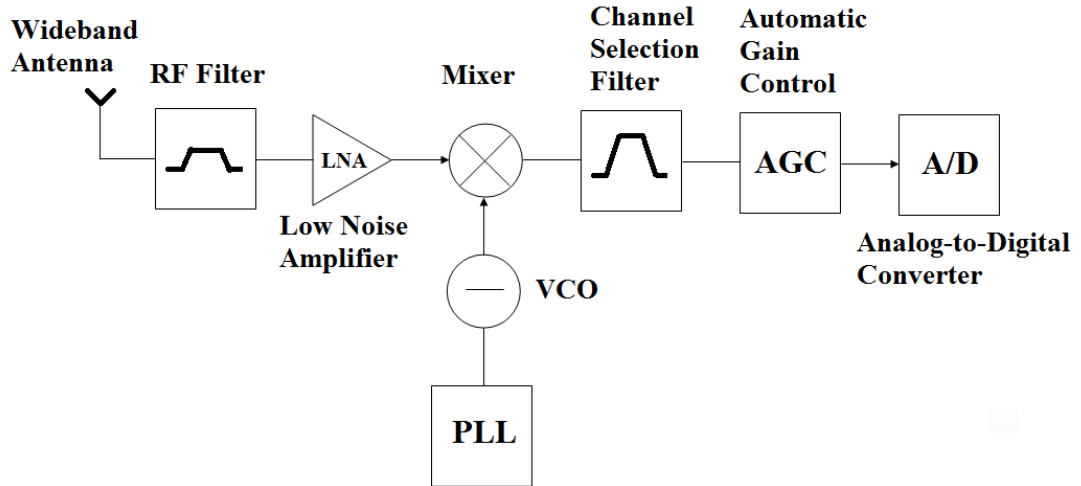 Wideband
Antenna
RF Filter
LNA
Low Noise
Amplifier
Mixer
VCO
PLL
Channel
Selection
Filter
Automatic
Gain
Control
AGC
A/D
Analog-to-Digital
Converter